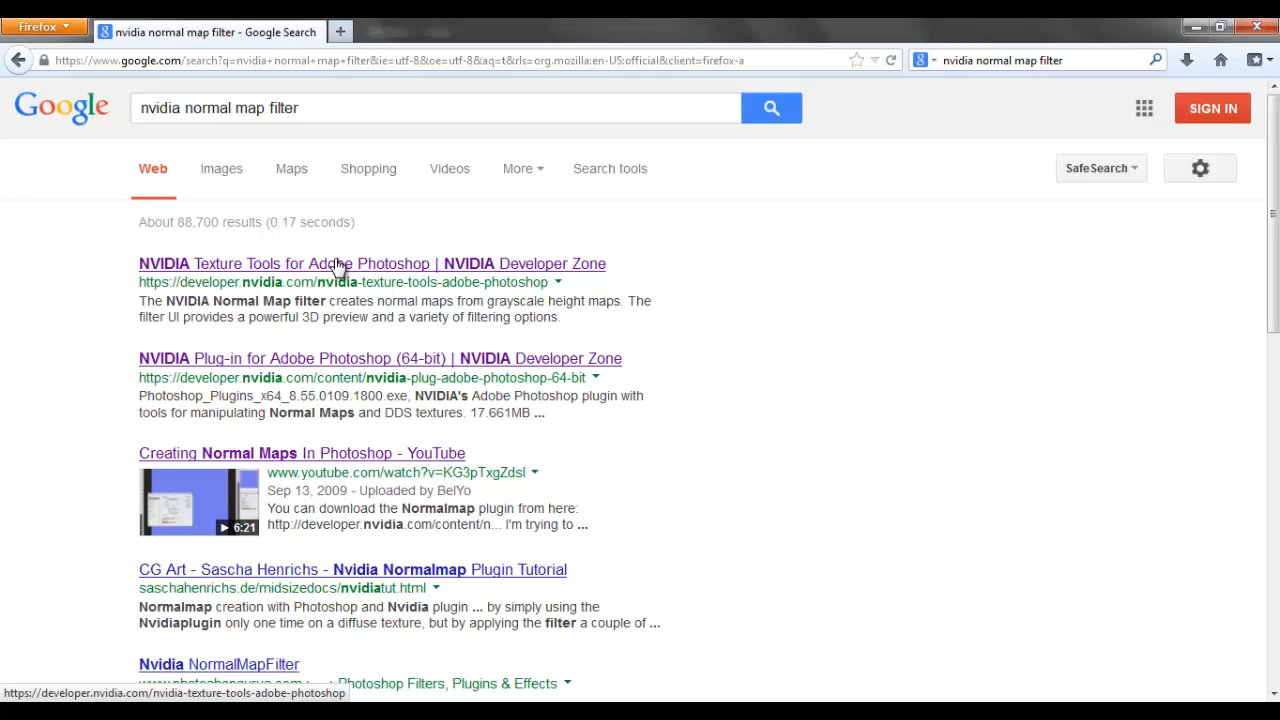 Firefox
nvidia normal map filter - Google Search
https://www.google.com/search?q=nvidia+normal+map+filter&ie=utf-8&oe=utf-8&aq=t&rls=org.mozilla:en-US:official&client=firefox-a
nvidia normal map filter
Google
nvidia normal map filter
SIGN IN
Web Images Maps Shopping Videos More Search tools SafeSearch
About 88,700 results (0.17 seconds)
NVIDIA Texture Tools for Adobe Photoshop | NVIDIA Developer Zone
https://developer.nvidia.com/nvidia-texture-tools-adobe-photoshop
The NVIDIA Normal Map filter creates normal maps from grayscale height maps. The
filter UI provides a powerful 3D preview and a variety of filtering options.
NVIDIA Plug-in for Adobe Photoshop (64-bit) | NVIDIA Developer Zone
https://developer.nvidia.com/content/nvidia-plug-adobe-photoshop-64-bit
Photoshop_Plugins_x64_8.55.0109.1800.exe, NVIDIA's Adobe Photoshop plugin with
tools for manipulating Normal Maps and DDS textures. 17.661MB ...
Creating Normal Maps In Photoshop - YouTube
www.youtube.com/watch?v=KG3pTxgZdsI
Sep 13, 2009 - Uploaded by BelYo
You can download the Normalmap plugin from here:
http://developer.nvidia.com/content/n... I'm trying to ...
6:21
CG Art - Sascha Henrichs - Nvidia Normalmap Plugin Tutorial
saschahenrichs.de/midsizedocs/nvidiatut.html
Normalmap creation with Photoshop and Nvidia plugin ... by simply using the
Nvidiaplugin only one time on a diffuse texture, but by applying the filter a couple of ...
Nvidia NormalMapFilter
Photoshop Filters, Plugins & Effects
https://developer.nvidia.com/nvidia-texture-tools-adobe-photoshop